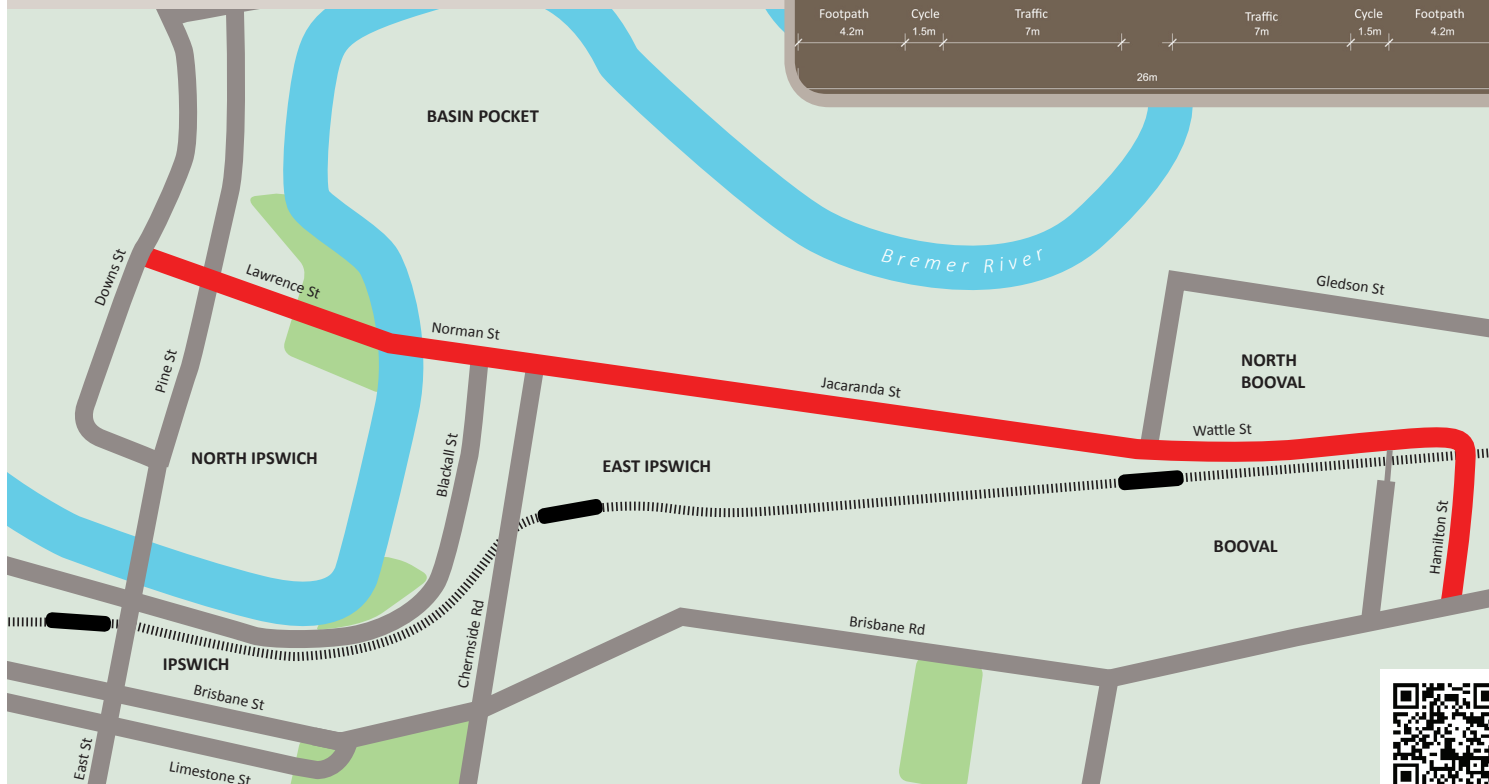 Footpath Cycle Traffic Traffic Cycle Footpath
4.2m 1.5m 7m 7m 1.5m 4.2m
26m
BASIN POCKET
Bremer River
Downs St
Lawrence St
Gledson St
Norman St
Pine St
NORTH
BOOVAL
Jacaranda St
Wattle St
NORTH IPSWICH
Blackall St
EAST IPSWICH
BOOVAL
Hamilton St
Chermside Rd
Brisbane Rd
IPSWICH
Brisbane St
East St
Limestone St